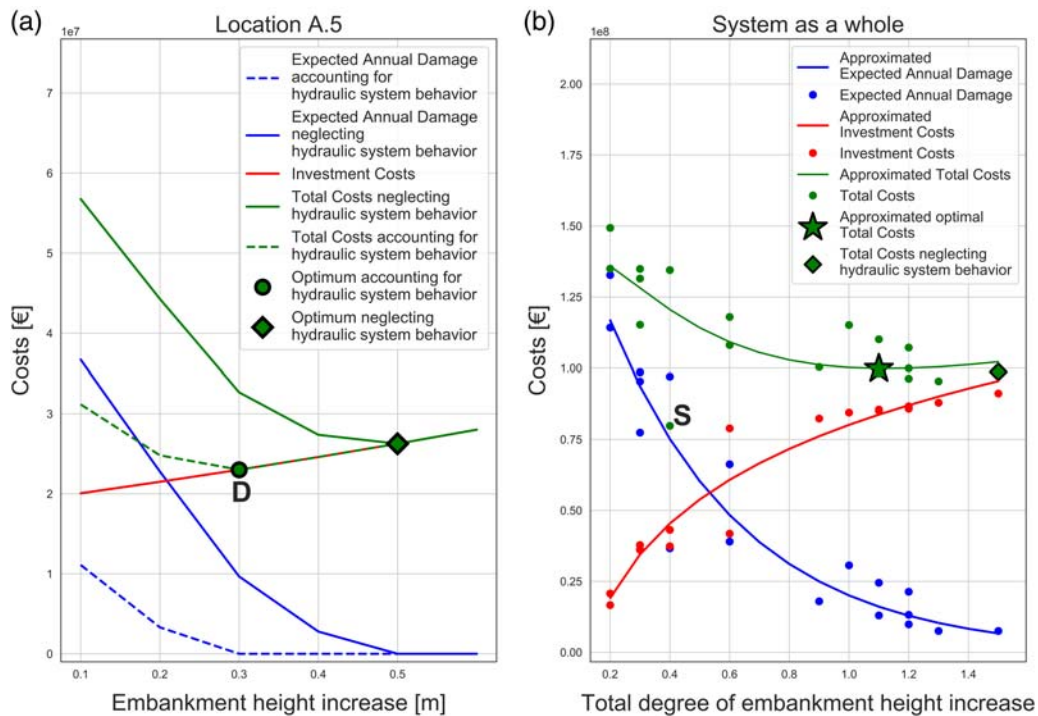 (a)
Location A.5
1e7
Expected Annual Damage
accounting for
hydraulic system behavior
Expected Annual Damage
neglecting
hydraulic system behavior
Investment Costs
Total Costs neglecting
hydraulic system behavior
Total Costs accounting for
hydraulic system behavior
Optimum accounting for
hydraulic system behavior
Optimum neglecting
hydraulic system behavior
7
6
5
4
3
2
1
0
Costs [€]
D
0.1 0.2 0.3 0.4 0.5
Embankment height increase [m]
(b)
System as a whole
1e8
Approximated
Expected Annual Damage
Expected Annual Damage
Approximated
Investment Costs
Investment Costs
Approximated Total Costs
Total Costs
Approximated optimal
Total Costs
Total Costs neglecting
hydraulic system behavior
2.00
1.75
1.50
1.25
1.00
0.75
0.50
0.25
0.00
Costs [€]
S
0.2 0.4 0.6 0.8 1.0 1.2 1.4
Total degree of embankment height increase